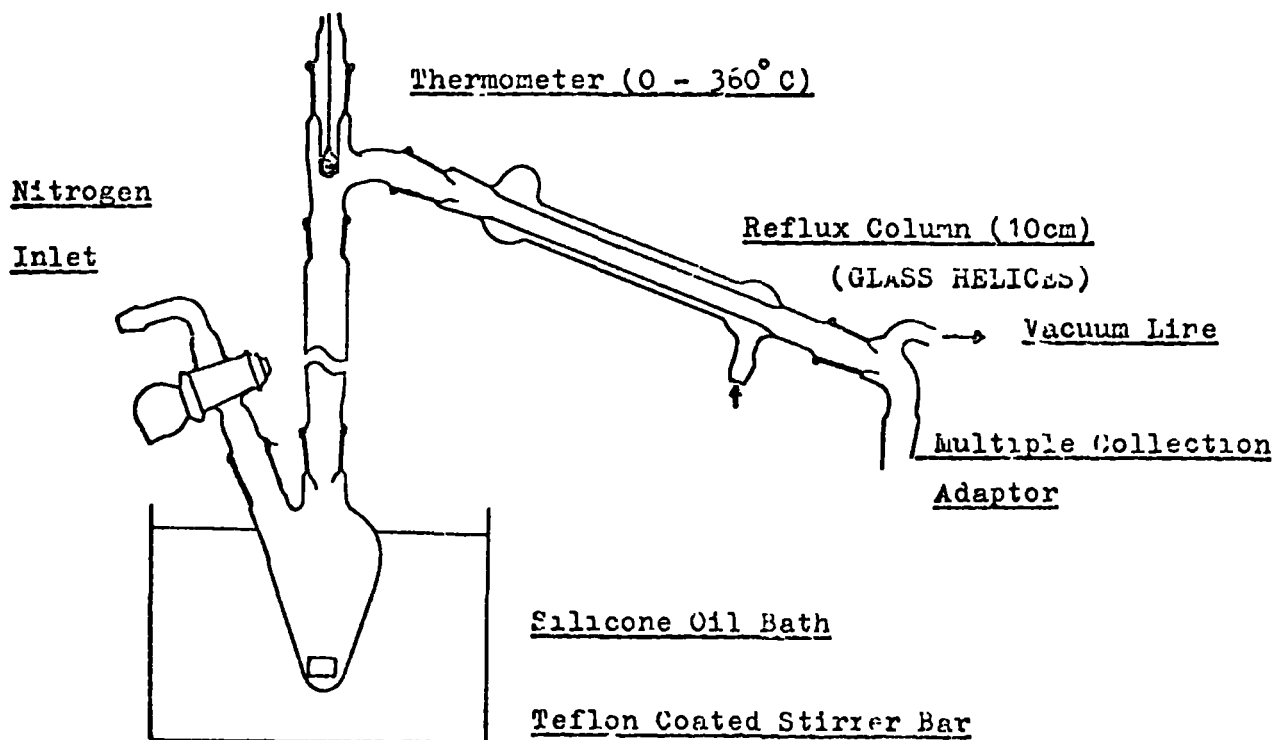 Thermometer (0 - 360°C)
Nitrogen
Inlet
Reflux Column (10cm)
(GLASS HELICES)
Vacuum Line
Multiple Collection
Adaptor
Silicone Oil Bath
Teflon Coated Stirrer Bar